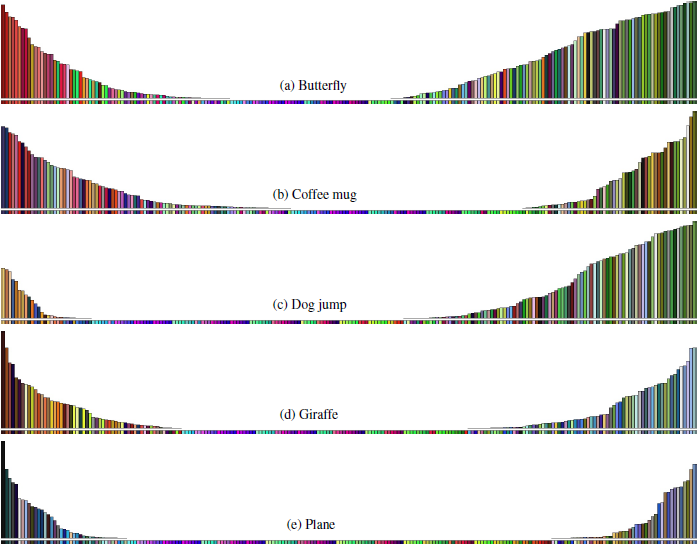 (a) Butterfly
(b) Coffee mug
(c) Dog jump
(d) Giraffe
(e) Plane